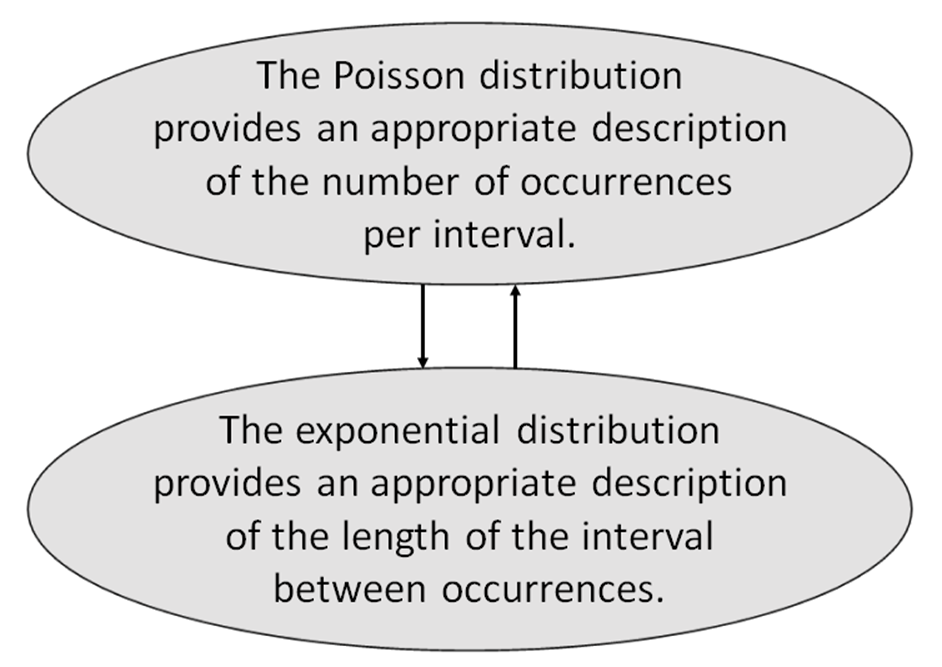 The Poisson distribution
provides an appropriate description
of the number of occurrences
per interval.
The exponential distribution
provides an appropriate description
of the length of the interval
between occurrences.